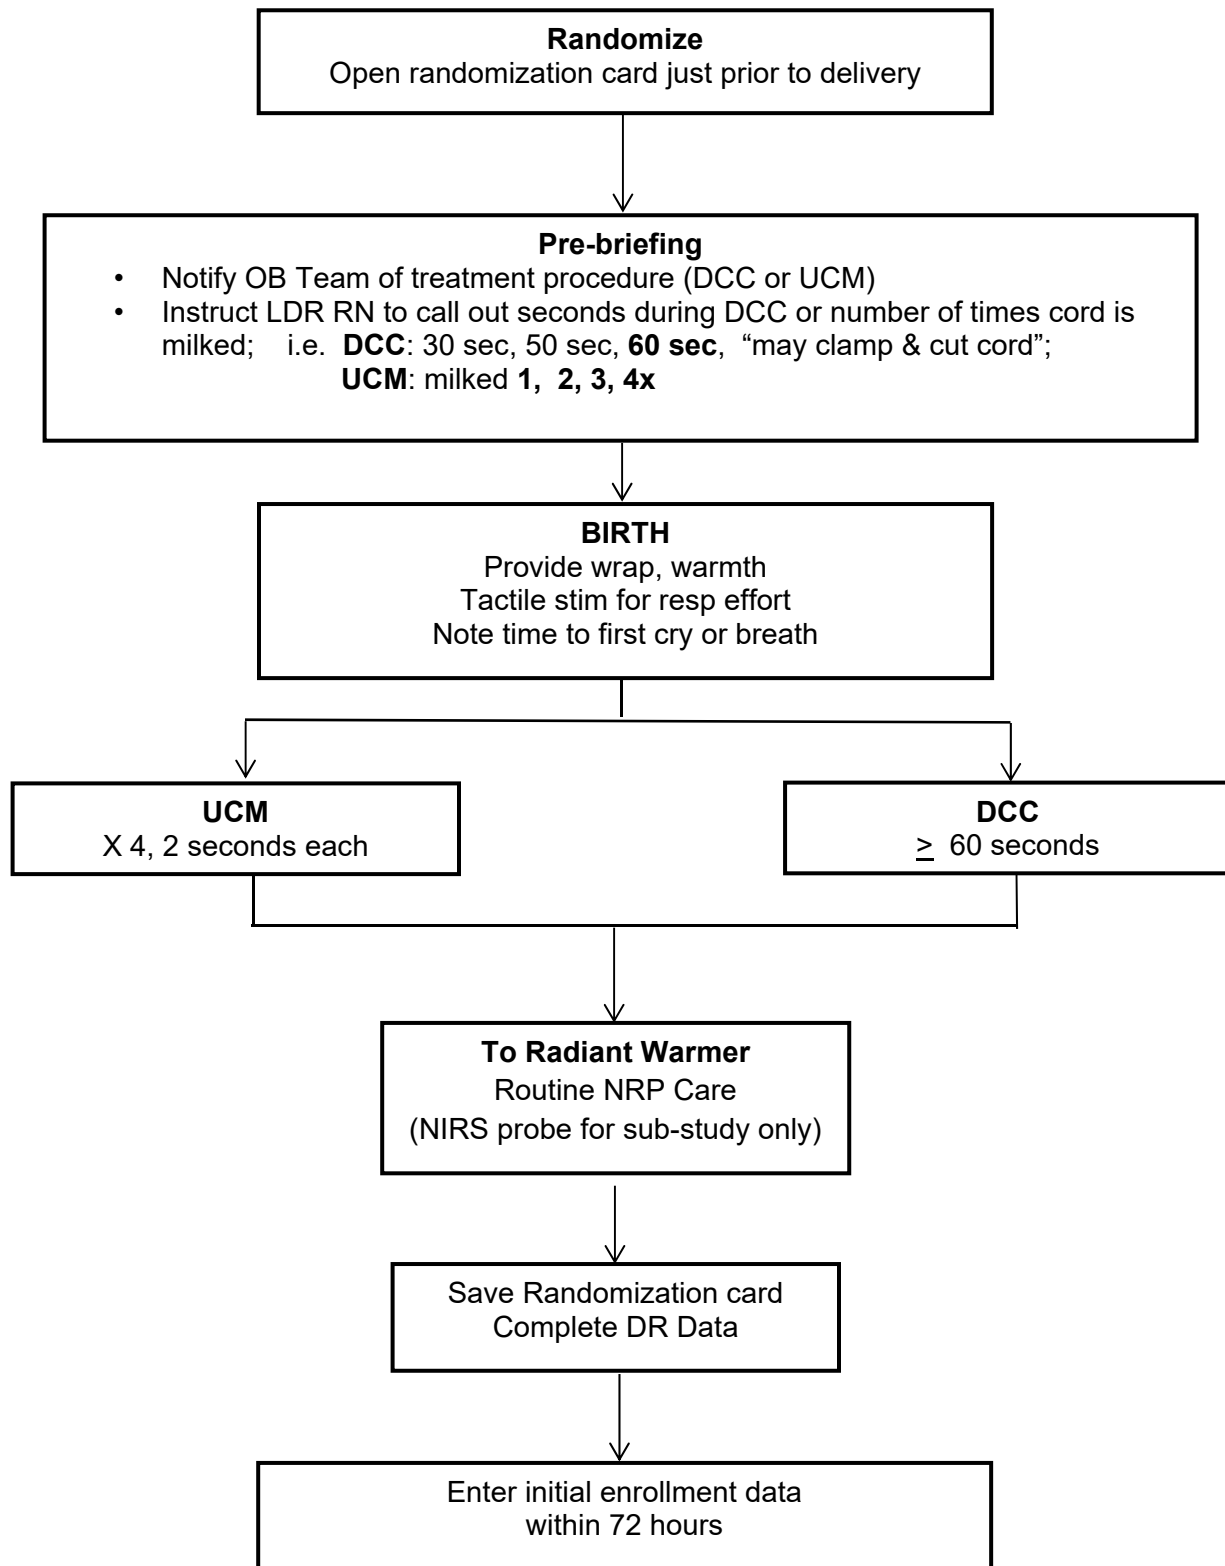 Randomize
Open randomization card just prior to delivery
Pre-briefing
• Notify OB Team of treatment procedure (DCC or UCM)
• Instruct LDR RN to call out seconds during DCC or number of times cord is
milked; i.e. DCC: 30 sec, 50 sec, 60 sec, “may clamp & cut cord”;
UCM: milked 1, 2, 3, 4x
BIRTH
Provide wrap, warmth
Tactile stim for resp effort
Note time to first cry or breath
UCM
X 4, 2 seconds each
DCC
≥ 60 seconds
To Radiant Warmer
Routine NRP Care
(NIRS probe for sub-study only)
Save Randomization card
Complete DR Data
Enter initial enrollment data
within 72 hours